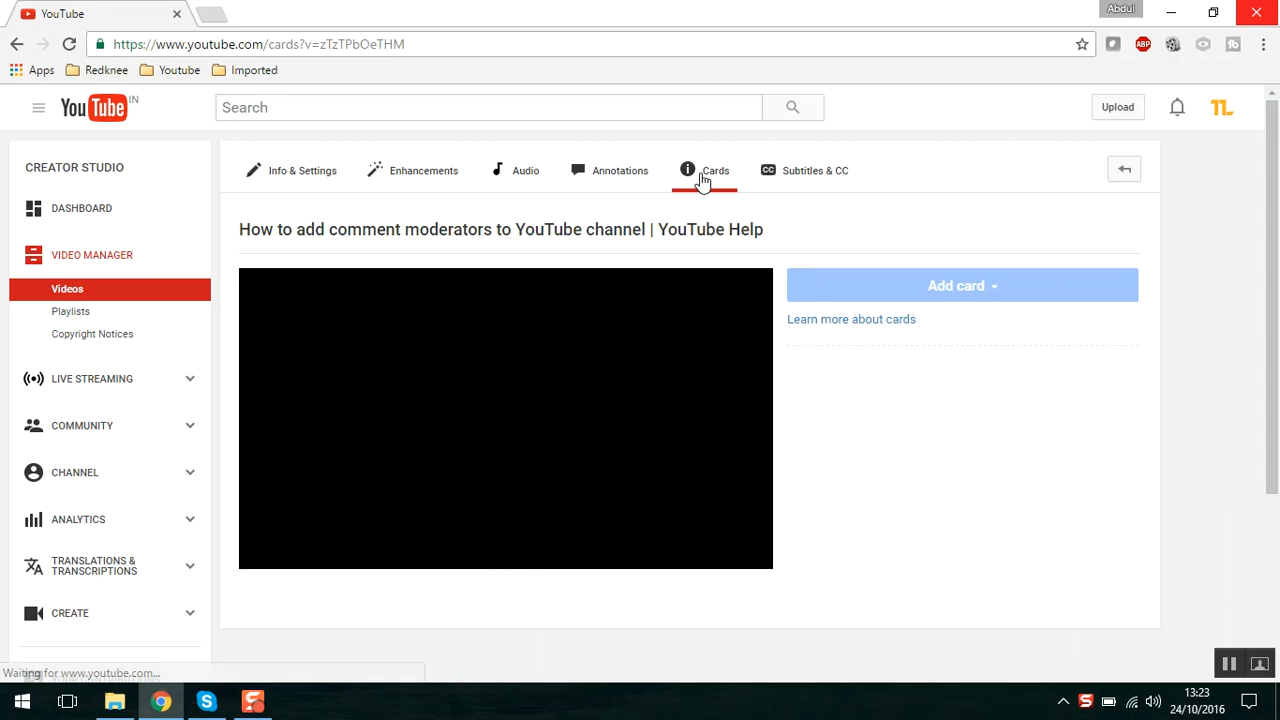 YouTube
Abdul
https://www.youtube.com/cards?v=zTzTPbOeTHM
ABP
Apps
Redknee
Youtube
Imported
YouTube IN
Search
Upload
CREATOR STUDIO
Info & Settings
Enhancements
Audio
Annotations
Cards
CC Subtitles & CC
DASHBOARD
How to add comment moderators to YouTube channel | YouTube Help
VIDEO MANAGER
Videos
Add card
Playlists
Learn more about cards
Copyright Notices
LIVE STREAMING
COMMUNITY
CHANNEL
ANALYTICS
TRANSLATIONS &
TRANSCRIPTIONS
CREATE
Waiting for www.youtube.com...
13:23
24/10/2016